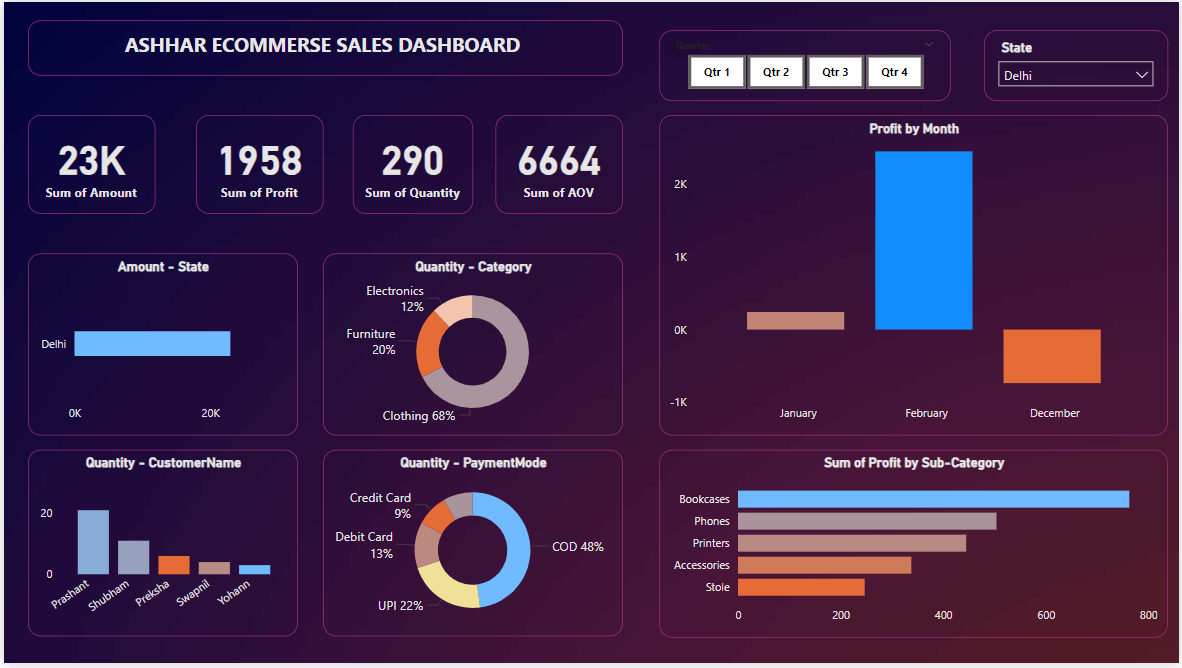 ASHHAR ECOMMERSE SALES DASHBOARD
Quarter
Qtr 1 Qtr 2 Qtr 3 Qtr 4
State
Delhi
23K
Sum of Amount
1958
Sum of Profit
290
Sum of Quantity
6664
Sum of AOV
Profit by Month
2K
1K
0K
-1K
January February December
Amount - State
Delhi
0K 20K
Quantity - Category
Electronics
12%
Furniture
20%
Clothing 68%
Quantity - CustomerName
20
0
Prashant Shubham Preksha Swapnil Yohann
Quantity - PaymentMode
Credit Card
9%
Debit Card
13%
COD 48%
UPI 22%
Sum of Profit by Sub-Category
Bookcases
Phones
Printers
Accessories
Stole
0 200 400 600 800